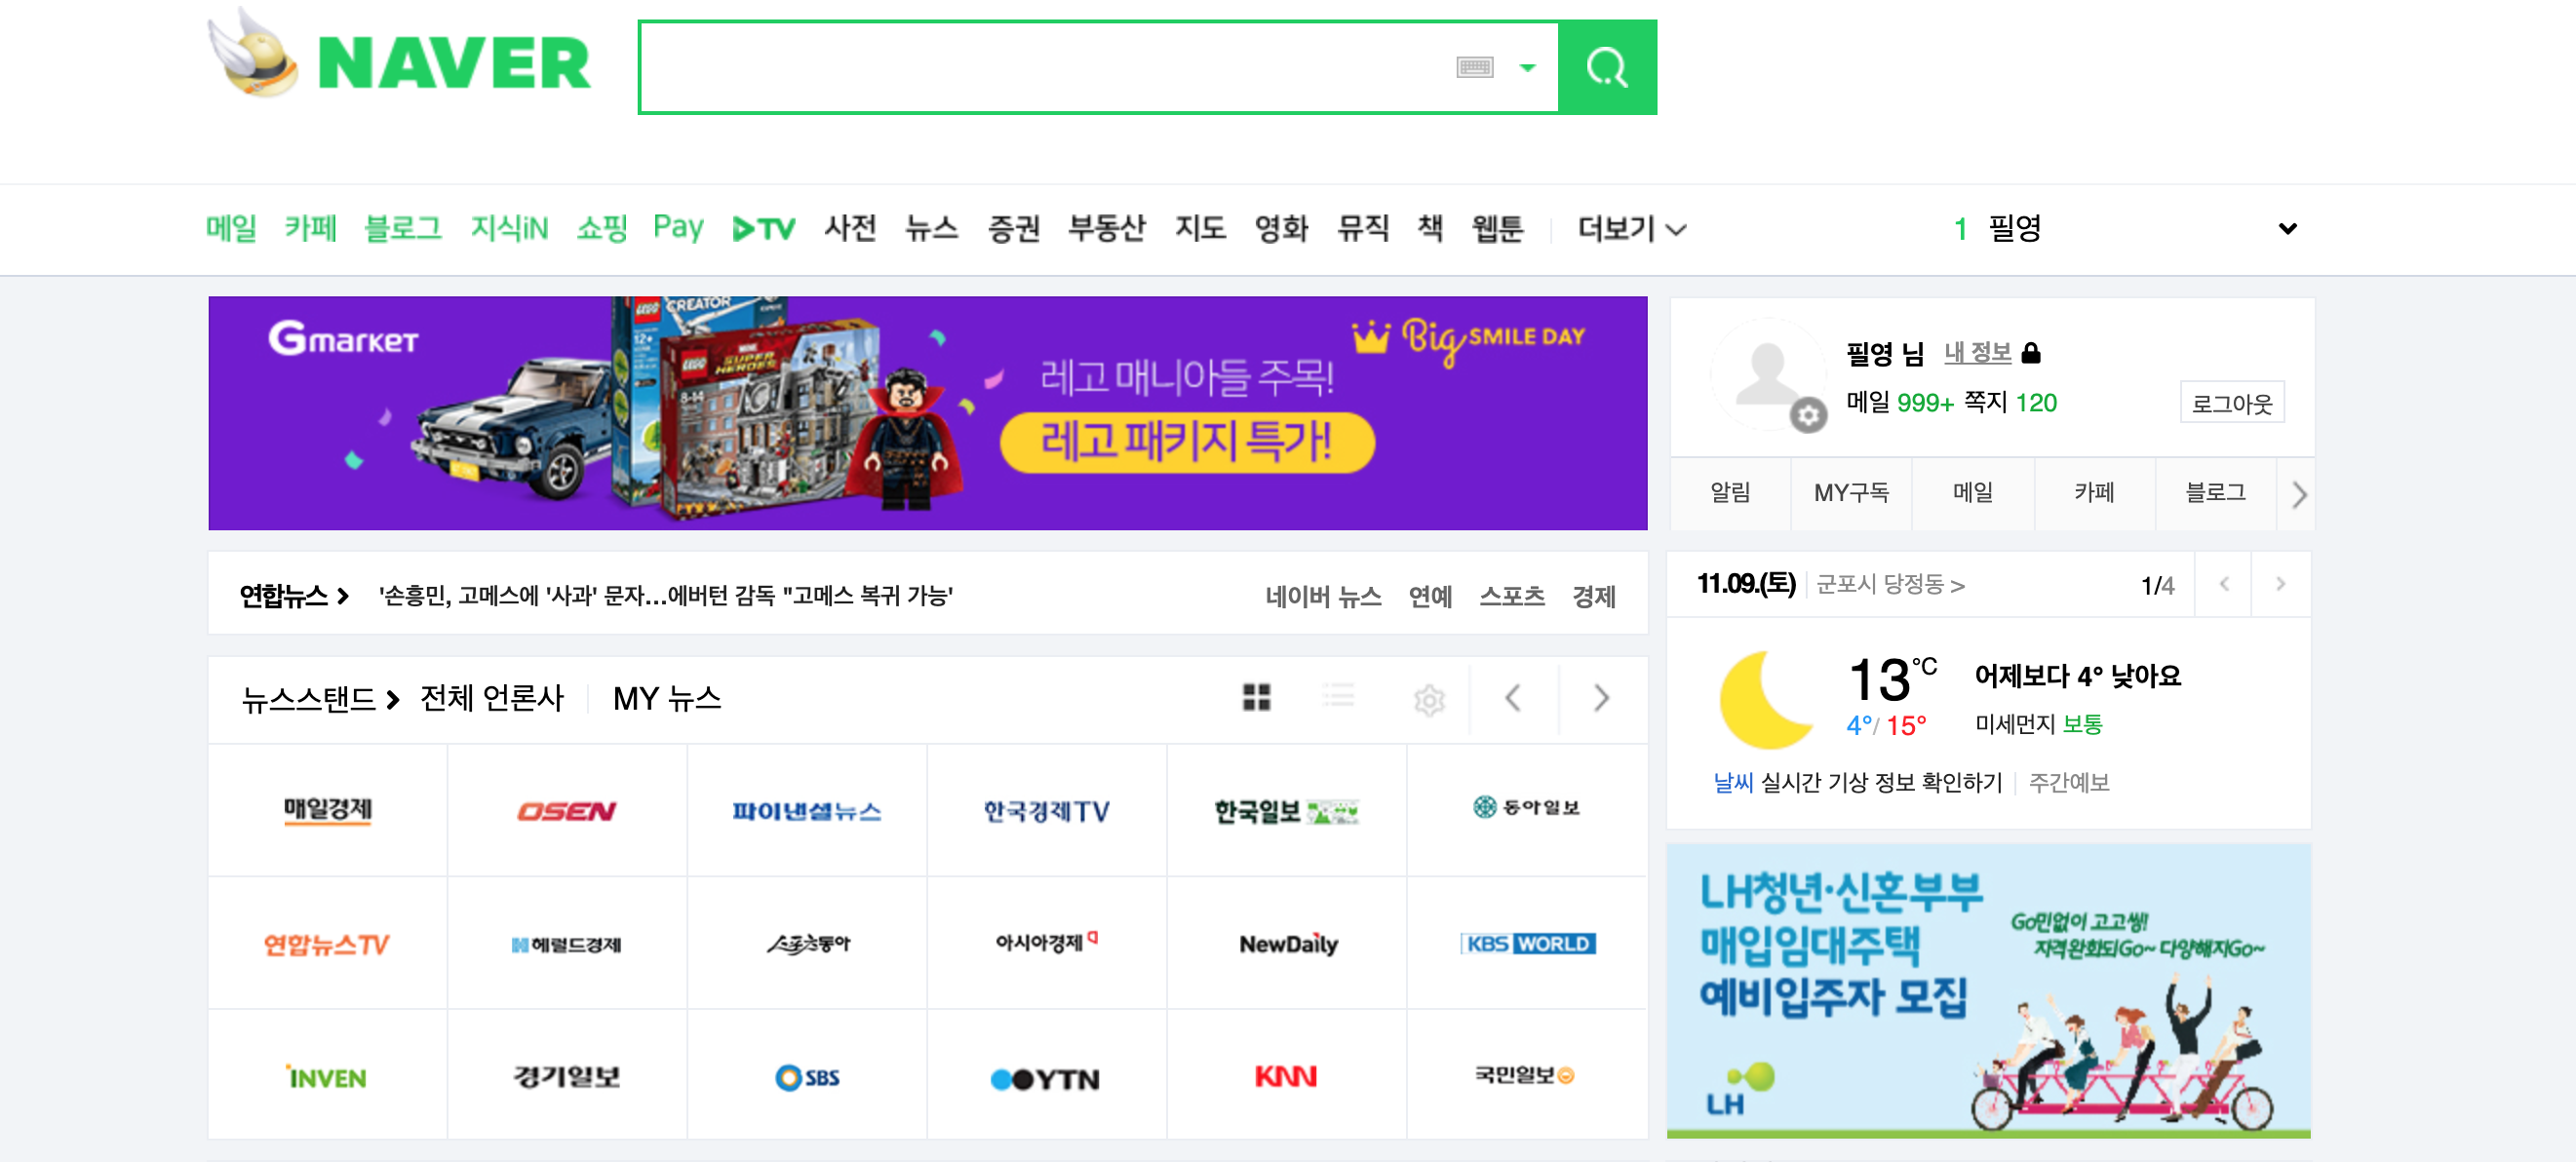 NAVER
메일 카페 블로그 지식iN 쇼핑 Pay TV 사전 뉴스 증권 부동산 지도 영화 뮤직 책 웹툰 더보기
1 필영
Gmarket
LEGO CREATOR
12+
LEGO MARVEL SUPER HEROES
8-14
레고 매니아들 주목!
레고 패키지 특가!
Big SMILE DAY
필영 님 내 정보
메일 999+ 쪽지 120
로그아웃
알림 MY구독 메일 카페 블로그
연합뉴스 '손흥민, 고메스에 '사과' 문자...에버턴 감독 "고메스 복귀 가능'
네이버 뉴스 연예 스포츠 경제
11.09.(토) 군포시 당정동 > 1/4
13°C 어제보다 4° 낮아요
4°/ 15° 미세먼지 보통
날씨 실시간 기상 정보 확인하기 주간예보
뉴스스탠드 전체 언론사 MY 뉴스
매일경제 OSEN 파이낸셜뉴스 한국경제TV 한국일보 동아일보
연합뉴스TV 헤럴드경제 스포츠동아 아시아경제 NewDaily KBS WORLD
INVEN 경기일보 SBS YTN KNN 국민일보
LH청년·신혼부부
매입임대주택
예비입주자 모집
Go민없이 고고씽!
자격완화되Go~ 다양해지Go~
LH